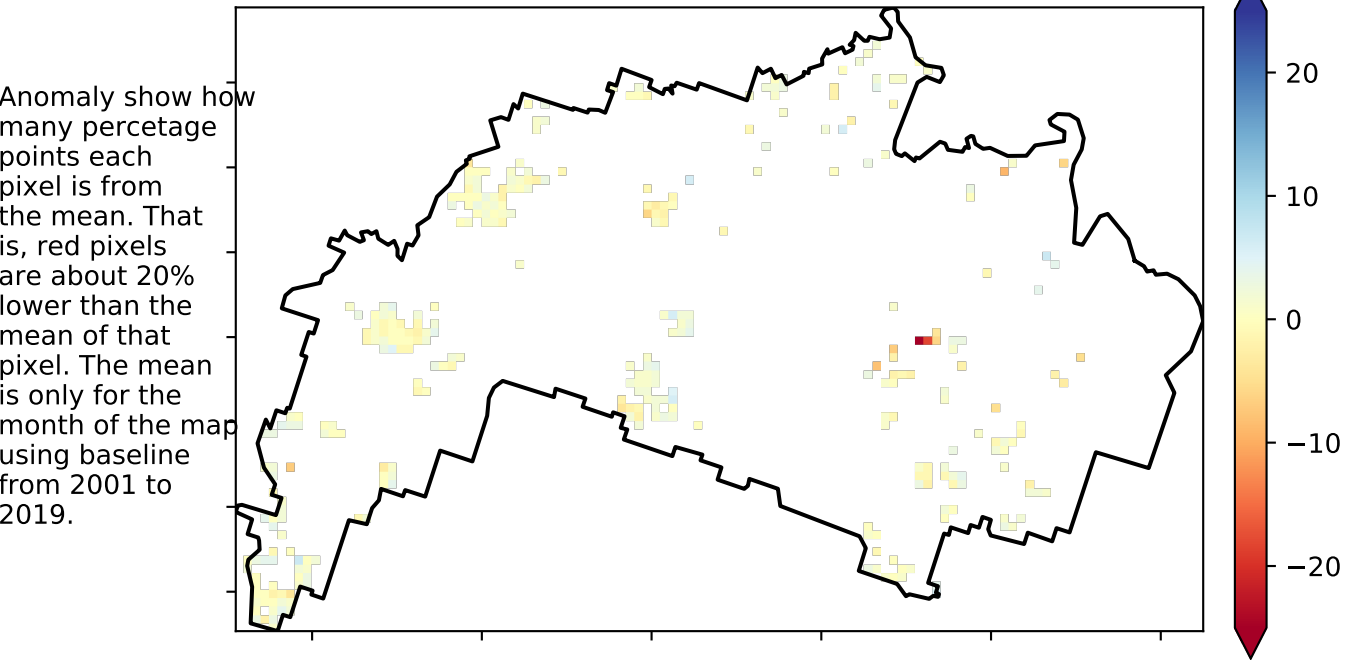 Anomaly show how
many percetage
points each
pixel is from
the mean. That
is, red pixels
are about 20%
lower than the
mean of that
pixel. The mean
is only for the
month of the map
using baseline
from 2001 to
2019.
20
10
0
−10
−20